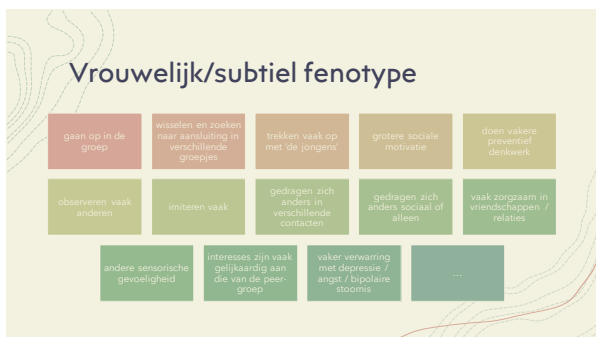 Vrouwelijk/subtiel fenotype
gaan op in de
groep
wisselen en zoeken
naar aansluiting in
verschillende
groepjes
trekken vaak op
met 'de jongens'
grotere sociale
motivatie
doen vakere
preventief
denkwerk
observeren vaak
anderen
imiteren vaak
gedragen zich
anders in
verschillende
contacten
gedragen zich
anders sociaal of
alleen
vaak zorgzaam in
vriendschappen /
relaties
andere sensorische
gevoeligheid
interesses zijn vaak
gelijkaardig aan
die van de peer-
groep
vaker verwarring
met depressie /
angst / bipolaire
stoornis
...